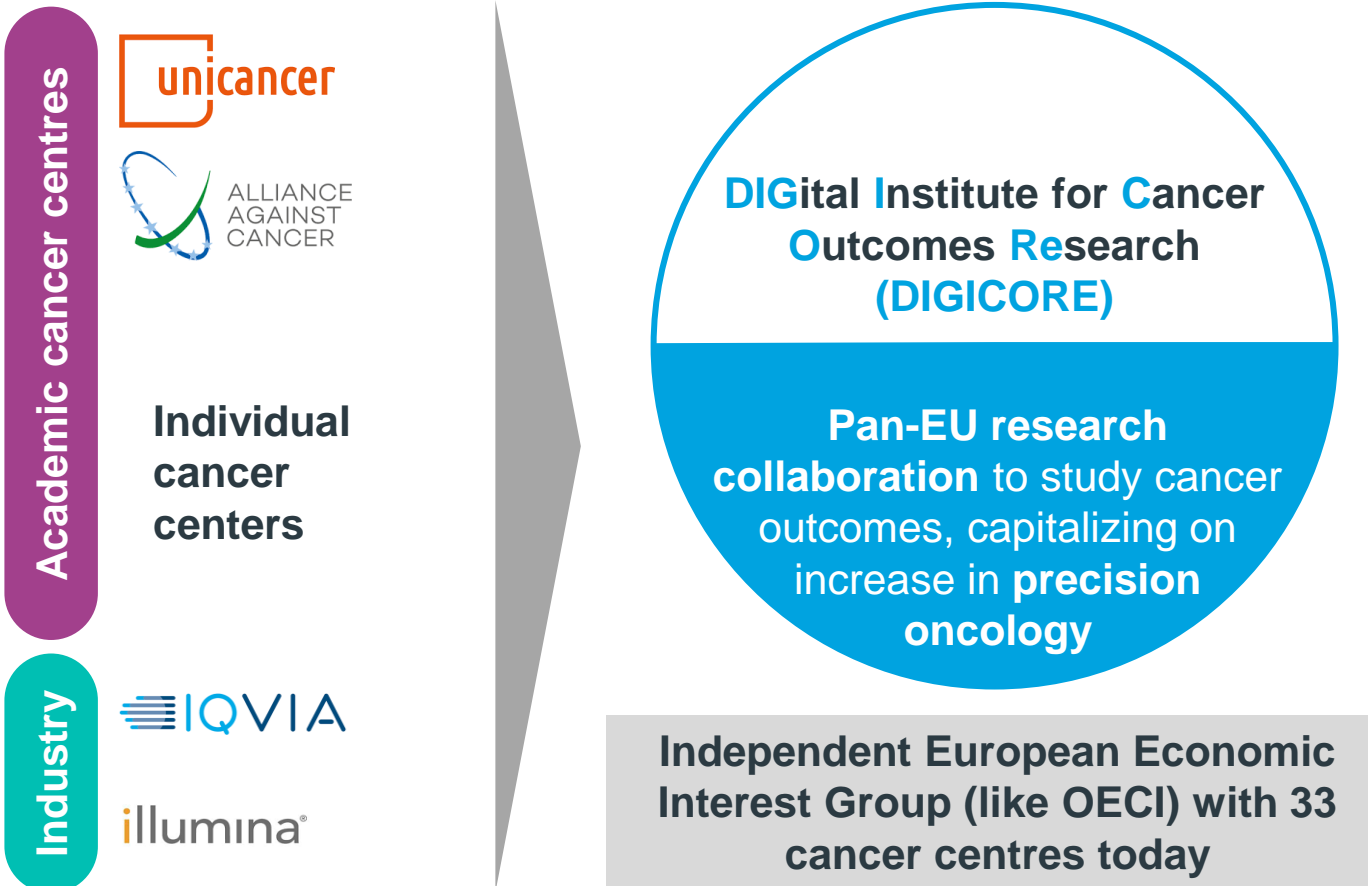 Academic cancer centres
unicancer
ALLIANCE
AGAINST
CANCER
Individual
cancer
centers
Industry
IQVIA
illumina®
DIGital Institute for Cancer
Outcomes Research
(DIGICORE)
Pan-EU research
collaboration to study cancer
outcomes, capitalizing on
increase in precision
oncology
Independent European Economic
Interest Group (like OECI) with 33
cancer centres today